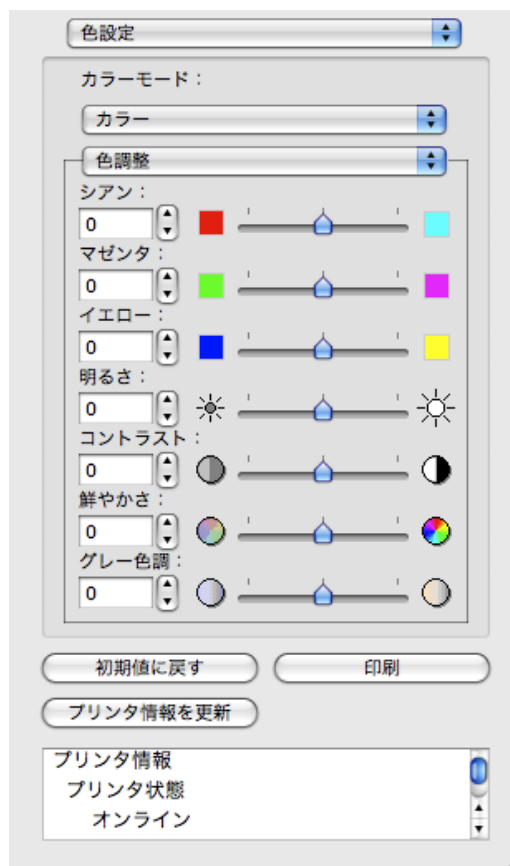 色設定
カラーモード：
カラー
色調整
シアン：
0
マゼンタ：
0
イエロー：
0
明るさ：
0
コントラスト：
0
鮮やかさ：
0
グレー色調：
0
初期値に戻す 印刷
プリンタ情報を更新
プリンタ情報
プリンタ状態
オンライン